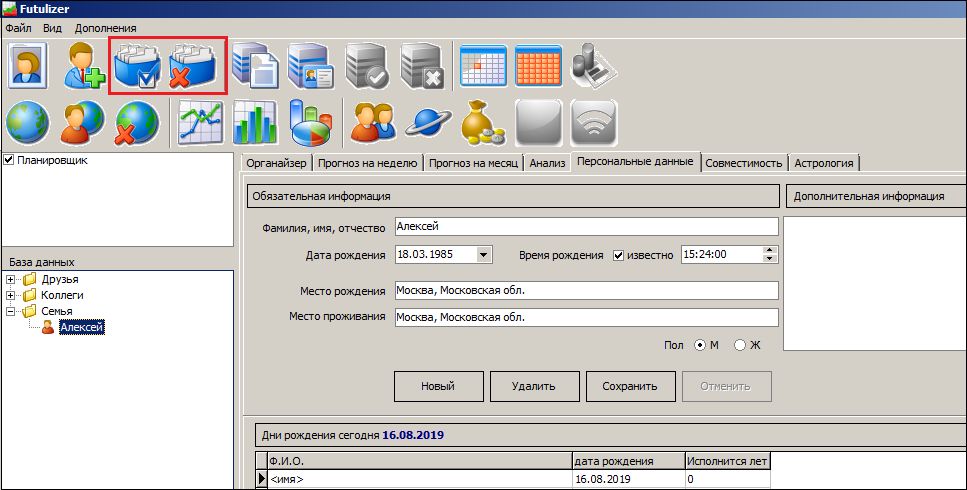 Futulizer
Файл Вид Дополнения
Планировщик
Органайзер Прогноз на неделю Прогноз на месяц Анализ Персональные данные Совместимость Астрология
Обязательная информация Дополнительная информация
Фамилия, имя, отчество Алексей
Дата рождения 18.03.1985 Время рождения известно 15:24:00
База данных
Друзья
Коллеги
Семья
Алексей
Место рождения Москва, Московская обл.
Место проживания Москва, Московская обл.
Пол М Ж
Новый Удалить Сохранить Отменить
Дни рождения сегодня 16.08.2019
Ф.И.О. дата рождения Исполнится лет
<имя> 16.08.2019 0